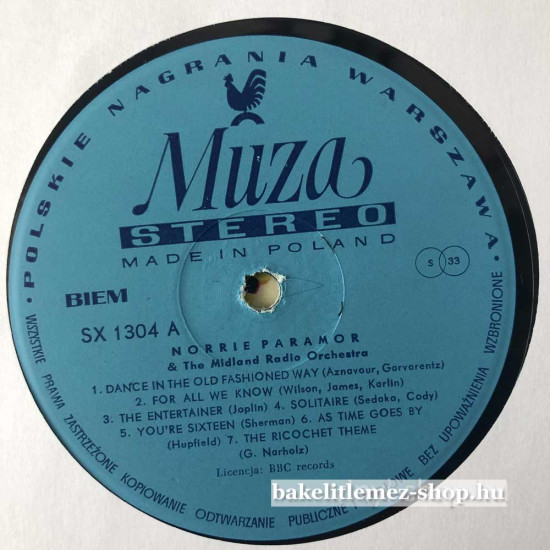 POLSKIE NAGRANIA WARSZAWA
Muza
STEREO
MADE IN POLAND
S 33
BIEM
SX 1304 A
NORRIE PARAMOR
& The Midland Radio Orchestra
1. DANCE IN THE OLD FASHIONED WAY (Aznavour, Garvarentz)
2. FOR ALL WE KNOW (Wilson, James, Karlin)
3. THE ENTERTAINER (Joplin) 4. SOLITAIRE (Sedaka, Cody)
5. YOU'RE SIXTEEN (Sherman) 6. AS TIME GOES BY
(Hupfield) 7. THE RICOCHET THEME
(G. Narholz)
Licencja: BBC records
• WSZYSTKIE PRAWA ZASTRZEŻONE KOPIOWANIE ODTWARZANIE PUBLICZNE BEZ UPOWAŻNIENIA WZBRONIONE •
bakelitlemez-shop.hu